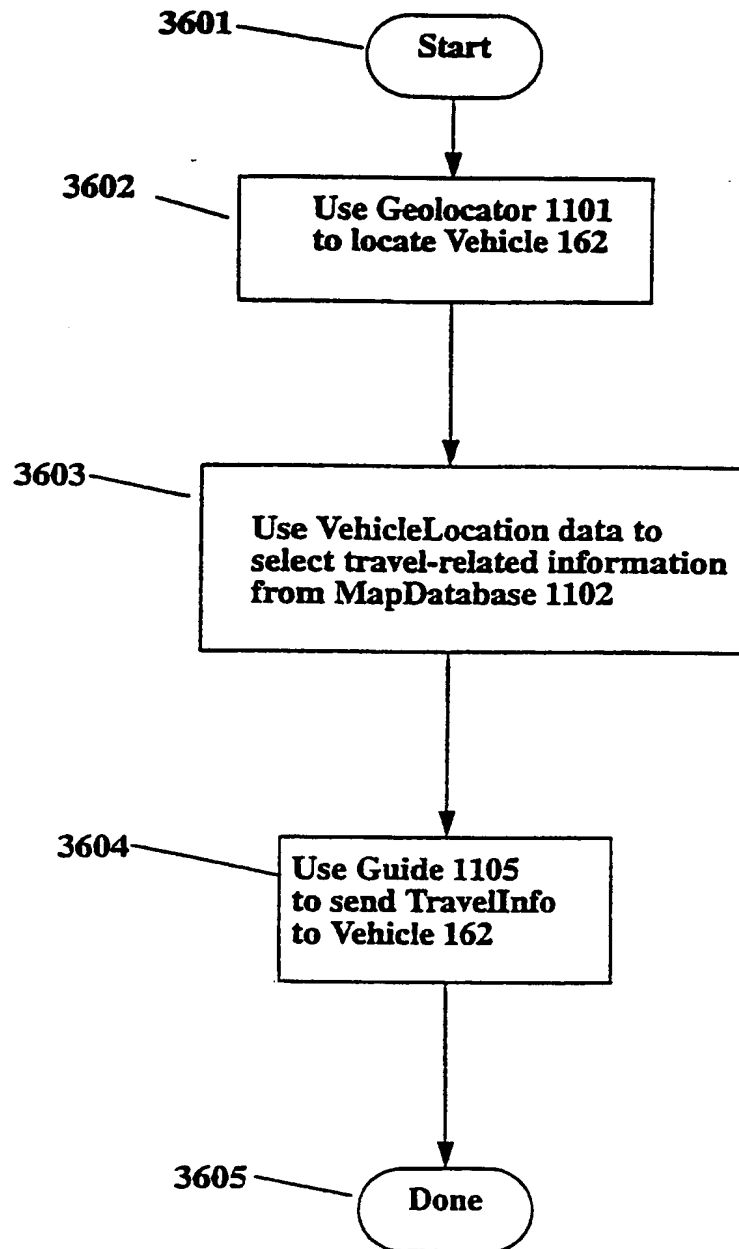 3601
Start
3602
Use Geolocator 1101
to locate Vehicle 162
3603
Use VehicleLocation data to
select travel-related information
from MapDatabase 1102
3604
Use Guide 1105
to send TravelInfo
to Vehicle 162
3605
Done